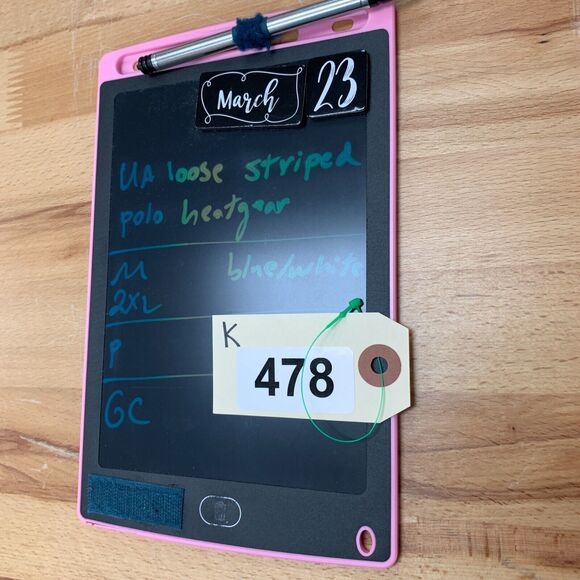 March 23
UA loose striped
polo heatgear
M blue/white
2XL
P
GC
K
478